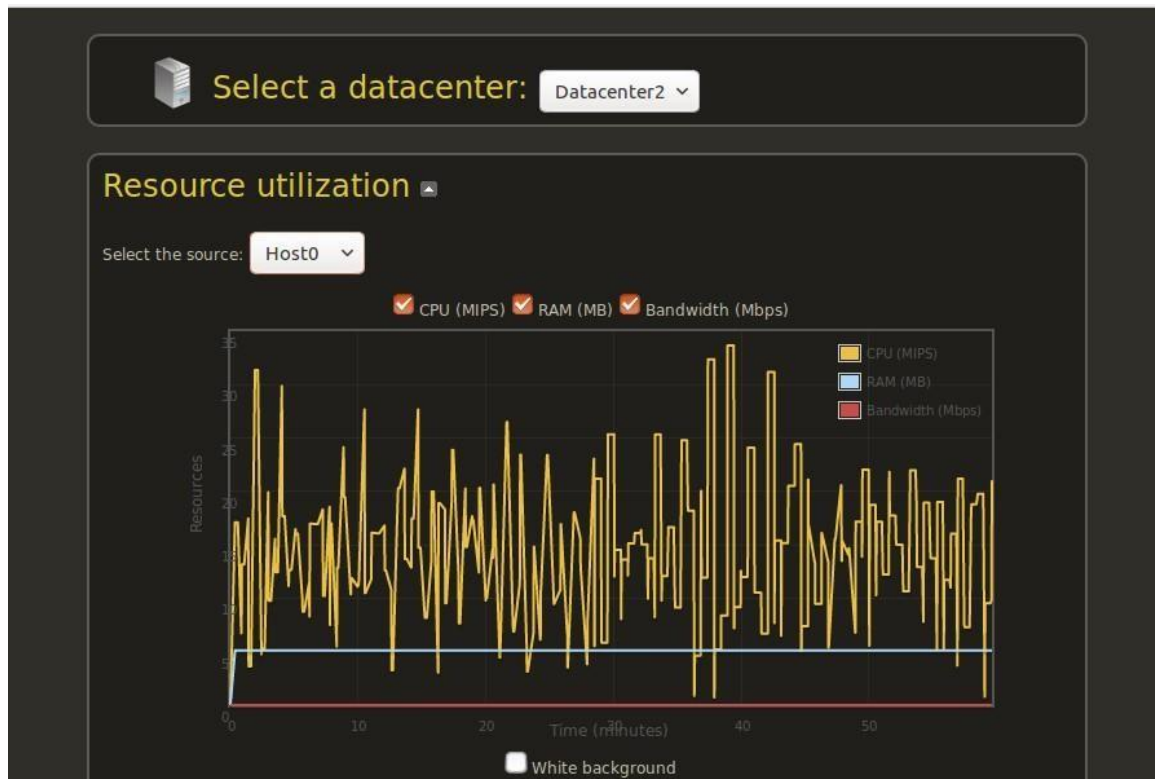 Select a datacenter: Datacenter2
Resource utilization
Select the source: Host0
CPU (MIPS) RAM (MB) Bandwidth (Mbps)
35
30
25
20
15
10
5
0
Resources
CPU (MIPS)
RAM (MB)
Bandwidth (Mbps)
0 10 20 30 40 50
Time (minutes)
White background